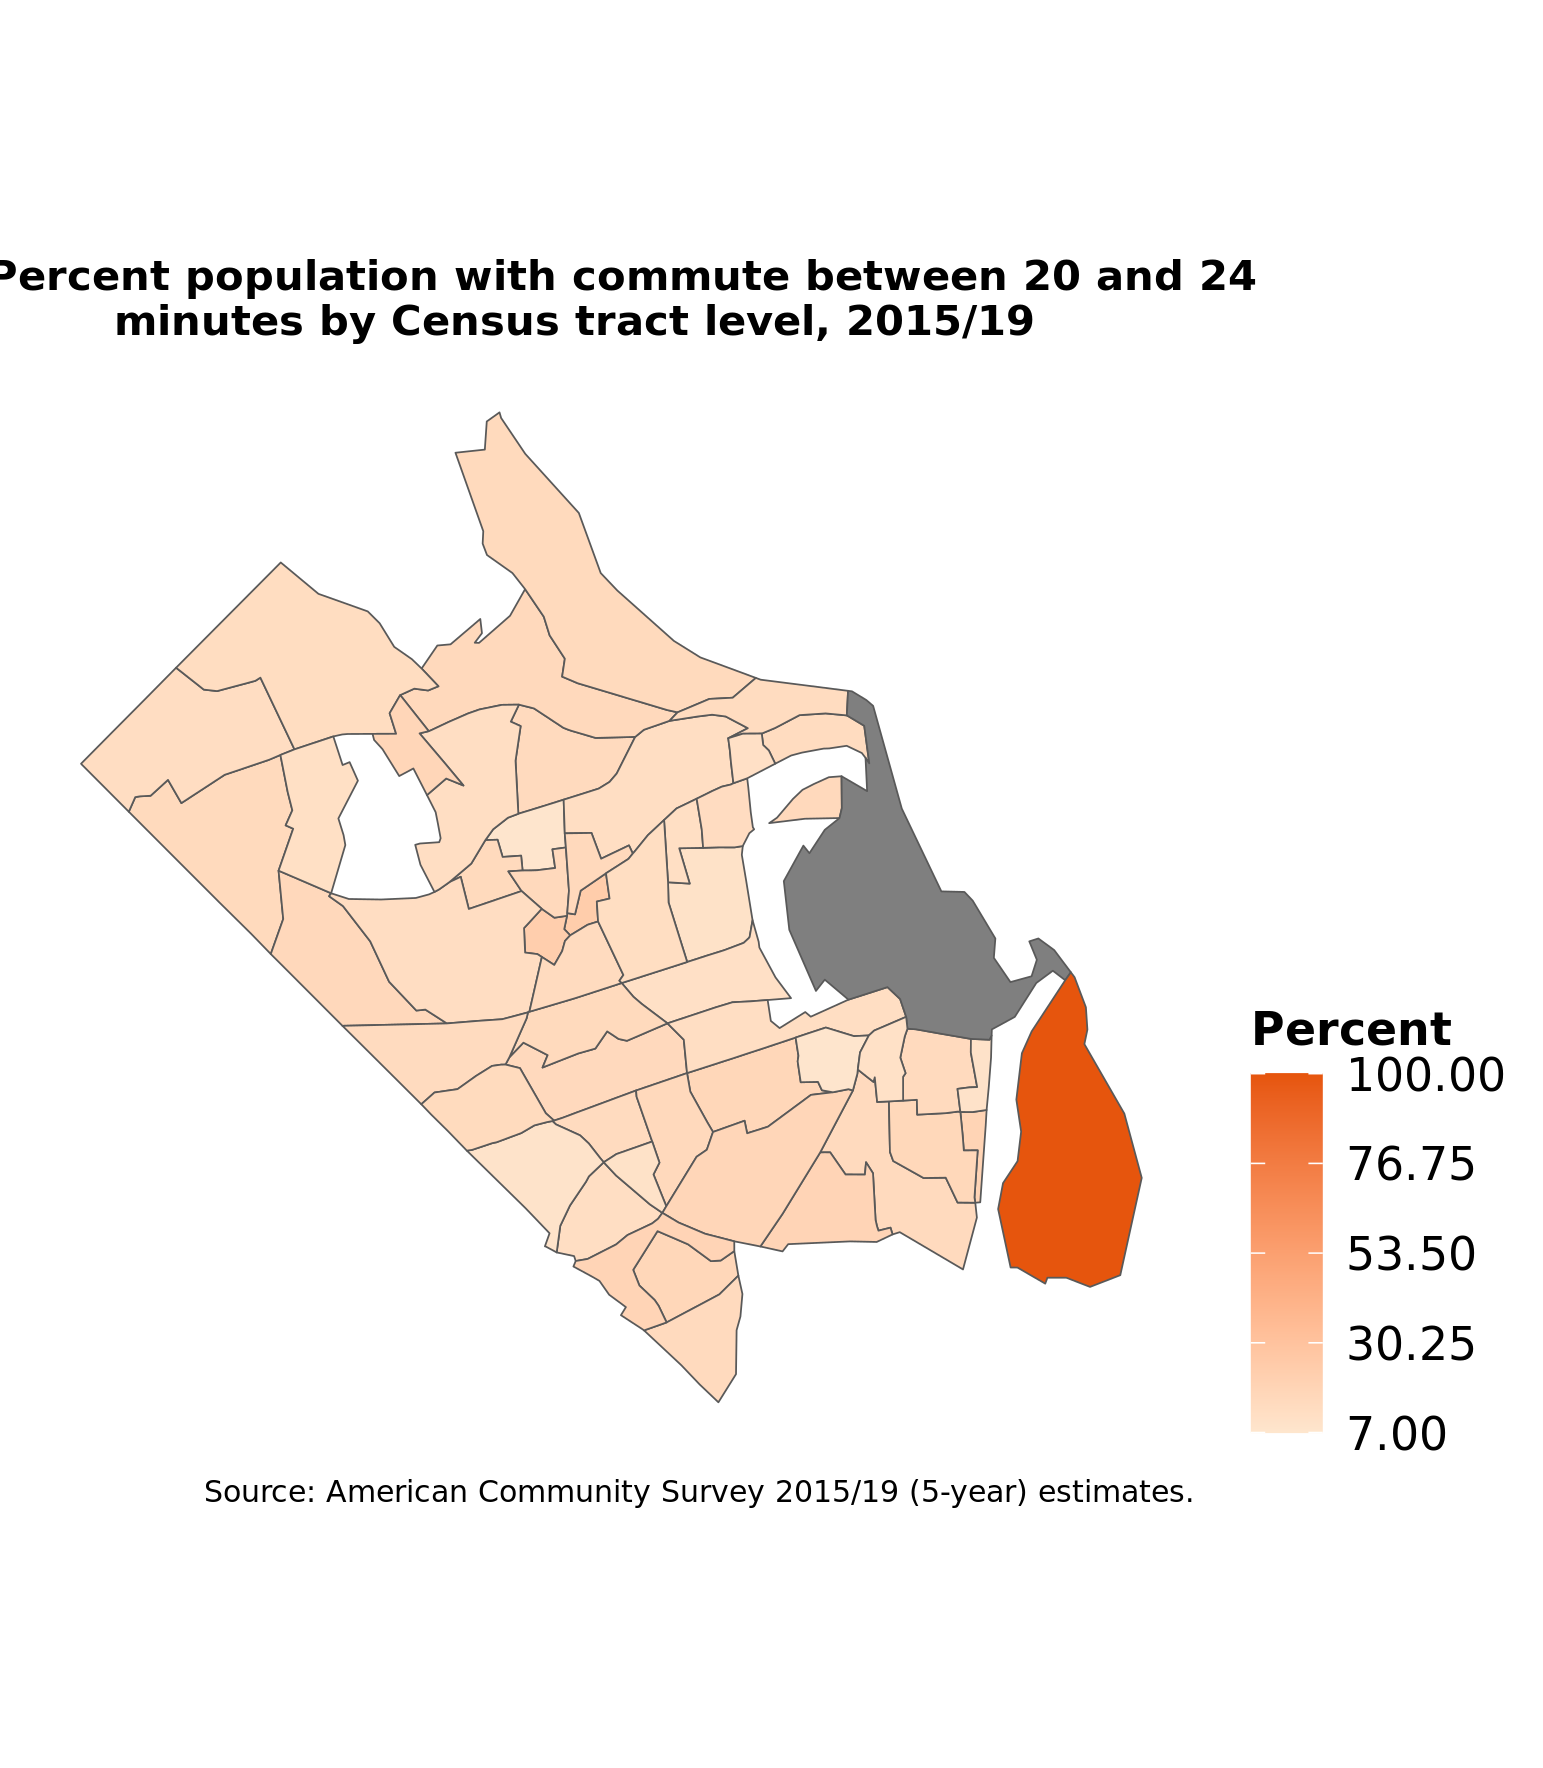 Percent population with commute between 20 and 24
minutes by Census tract level, 2015/19
Percent
100.00
76.75
53.50
30.25
7.00
Source: American Community Survey 2015/19 (5-year) estimates.